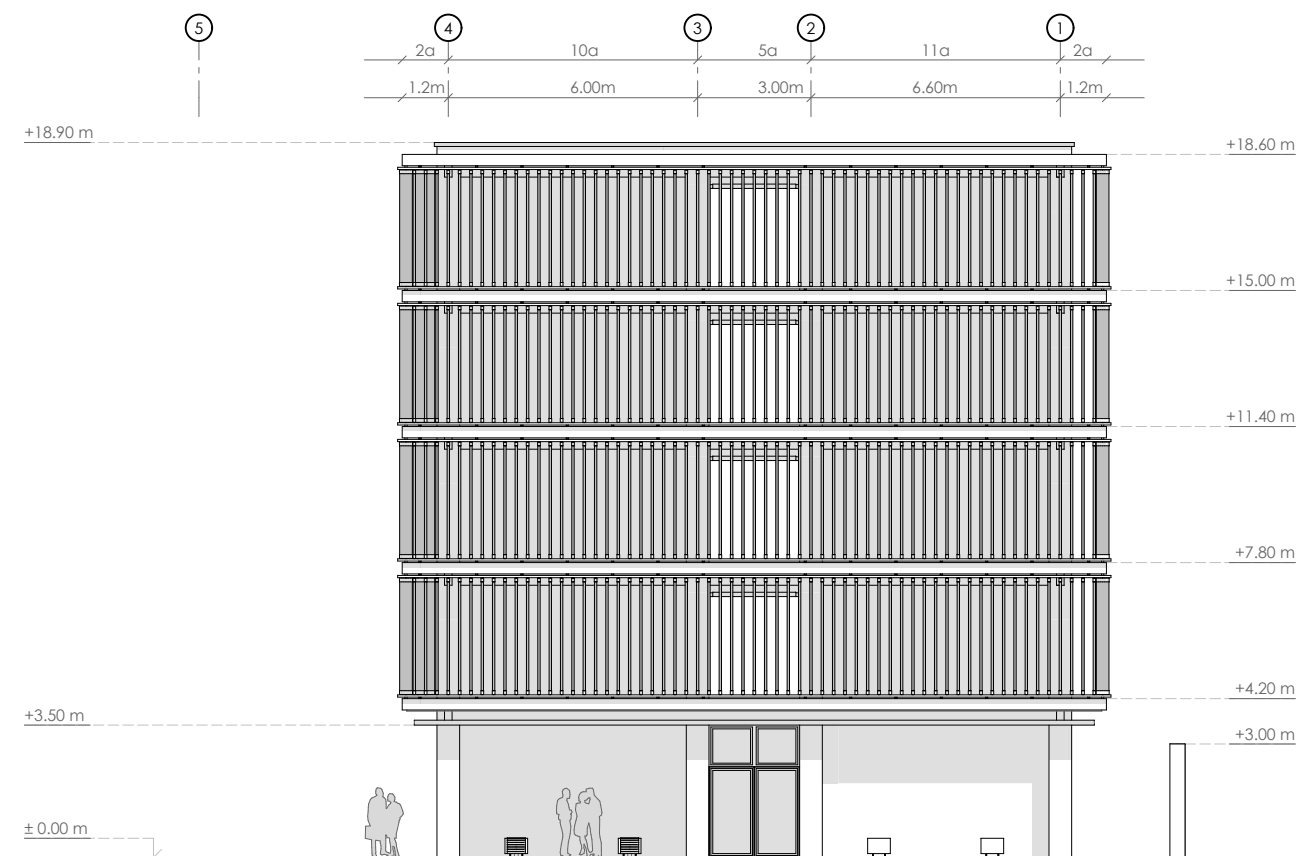 5 4 3 2 1
2a 10a 5a 11a 2a
1.2m 6.00m 3.00m 6.60m 1.2m
+18.90 m
+18.60 m
+15.00 m
+11.40 m
+7.80 m
+4.20 m
+3.50 m
+3.00 m
± 0.00 m